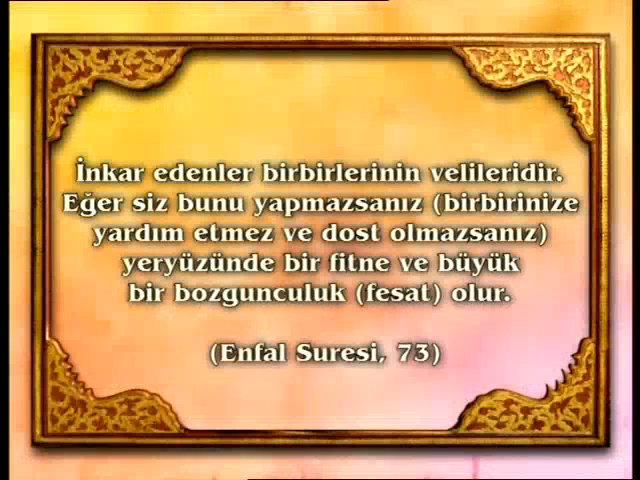 İnkar edenler birbirlerinin velileridir.
Eğer siz bunu yapmazsanız (birbirinize
yardım etmez ve dost olmazsanız)
yeryüzünde bir fitne ve büyük
bir bozgunculuk (fesat) olur.
(Enfal Suresi, 73)